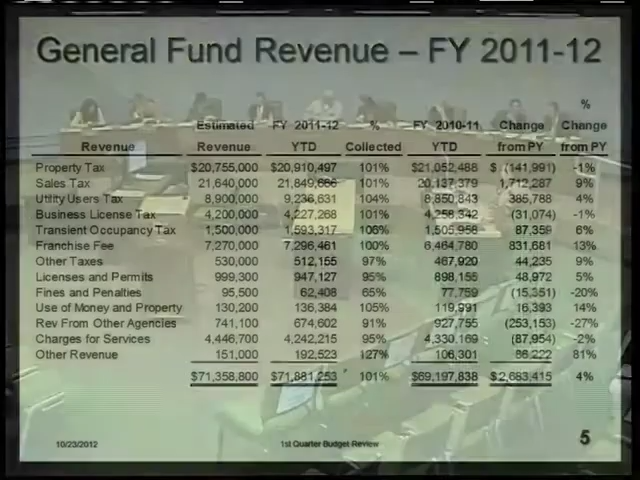 General Fund Revenue – FY 2011-12
%
Estimated FY 2011-12 % FY 2010-11 Change Change
Revenue Revenue YTD Collected YTD from PY from PY
Property Tax $20,755,000 $20,910,497 101% $21,052,488 $ (141,991) -1%
Sales Tax 21,640,000 21,849,666 101% 20,137,379 1,712,287 9%
Utility Users Tax 8,900,000 9,236,631 104% 8,850,843 385,788 4%
Business License Tax 4,200,000 4,227,268 101% 4,258,342 (31,074) -1%
Transient Occupancy Tax 1,500,000 1,593,317 106% 1,505,958 87,359 6%
Franchise Fee 7,270,000 7,296,461 100% 6,464,780 831,681 13%
Other Taxes 530,000 512,155 97% 467,920 44,235 9%
Licenses and Permits 999,300 947,127 95% 898,155 48,972 5%
Fines and Penalties 95,500 62,408 65% 77,759 (15,351) -20%
Use of Money and Property 130,200 136,384 105% 119,991 16,393 14%
Rev From Other Agencies 741,100 674,602 91% 927,755 (253,153) -27%
Charges for Services 4,446,700 4,242,215 95% 4,330,169 (87,954) -2%
Other Revenue 151,000 192,523 127% 106,301 86,222 81%
$71,358,800 $71,881,253 101% $69,197,838 $2,683,415 4%
10/23/2012 1st Quarter Budget Review 5